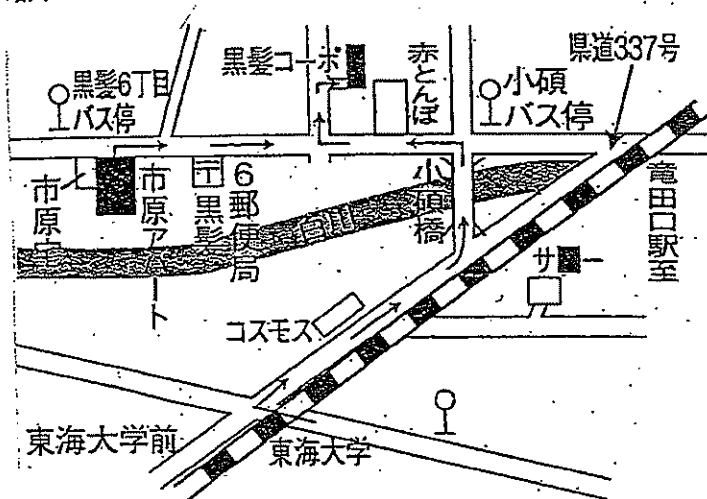 県道337号
黒髪コーポ
赤とんぼ
黒髪6丁目
バス停
小碩
バス停
市原宅
市原アパート
〒黒髪
6郵便局
白川
小碩橋
竜田口駅至
コスモス
東海大学前
東海大学